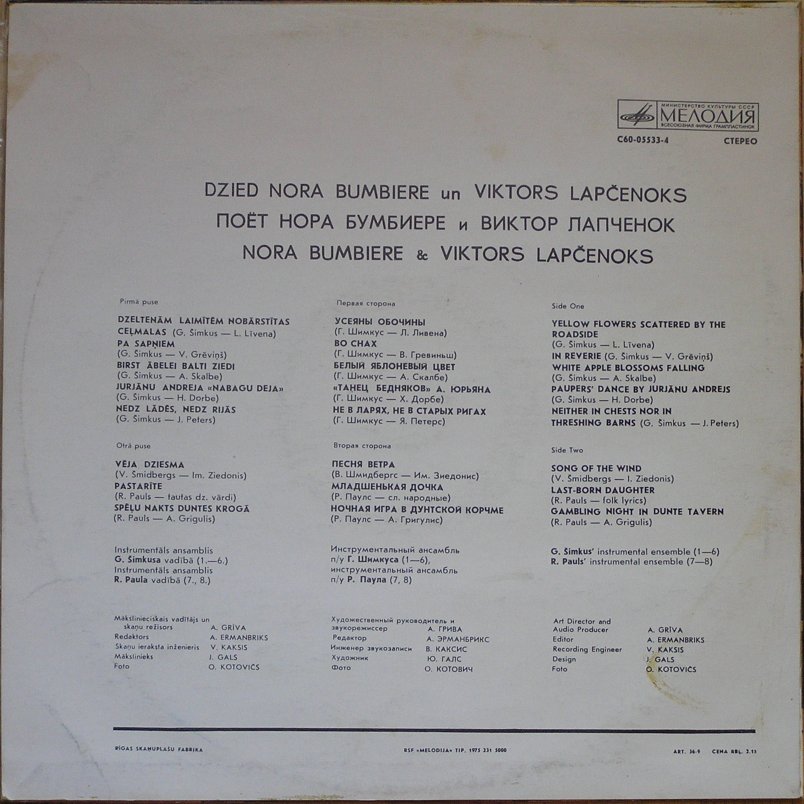 МИНИСТЕРСТВО КУЛЬТУРЫ СССР
МЕЛОДИЯ
ВСЕСОЮЗНАЯ ФИРМА ГРАМПЛАСТИНОК
С60-05533-4 СТЕРЕО
DZIED NORA BUMBIERE un VIKTORS LAPČENOKS
ПОЁТ НОРА БУМБИЕРЕ и ВИКТОР ЛАПЧЕНОК
NORA BUMBIERE & VIKTORS LAPČENOKS
Pirmā puse
DZELTENĀM LAIMĪTĒM NOBĀRSTĪTAS
CEĻMALAS (G. Šimkus — L. Līvena)
PA SAPŅIEM
(G. Šimkus — V. Grēviņš)
BIRST ĀBELEI BALTI ZIEDI
(G. Šimkus — A. Skalbe)
JURJĀNU ANDREJA «NABAGU DEJA»
(G. Šimkus — H. Dorbe)
NEDZ LĀDĒS, NEDZ RIJĀS
(G. Šimkus — J. Peters)
Otrā puse
VĒJA DZIESMA
(V. Šmidbergs — Im. Ziedonis)
PASTARĪTE
(R. Pauls — tautas dz. vārdi)
SPĒĻU NAKTS DUNTES KROGĀ
(R. Pauls — A. Grigulis)
Instrumentāls ansamblis
G. Šimkusa vadībā (1.—6.)
Instrumentāls ansamblis
R. Paula vadībā (7., 8.)
Mākslinieciskais vadītājs un
skaņu režisors A. GRĪVA
Redaktors A. ERMANBRIKS
Skaņu ieraksta inženieris V. KAKSIS
Mākslinieks J. GALS
Foto O. KOTOVIČS
Первая сторона
УСЕЯНЫ ОБОЧИНЫ
(Г. Шимкус — Л. Ливена)
ВО СНАХ
(Г. Шимкус — В. Гревиньш)
БЕЛЫЙ ЯБЛОНЕВЫЙ ЦВЕТ
(Г. Шимкус — А. Скалбе)
«ТАНЕЦ БЕДНЯКОВ» А. ЮРЬЯНА
(Г. Шимкус — Х. Дорбе)
НЕ В ЛАРЯХ, НЕ В СТАРЫХ РИГАХ
(Г. Шимкус — Я. Петерс)
Вторая сторона
ПЕСНЯ ВЕТРА
(В. Шмидбергс — Им. Зиедонис)
МЛАДШЕНЬКАЯ ДОЧКА
(Р. Паулс — сл. народные)
НОЧНАЯ ИГРА В ДУНТСКОЙ КОРЧМЕ
(Р. Паулс — А. Григулис)
Инструментальный ансамбль
п/у Г. Шимкуса (1—6),
инструментальный ансамбль
п/у Р. Паула (7, 8)
Художественный руководитель и
звукорежиссер А. ГРИВА
Редактор А. ЭРМАНБРИКС
Инженер звукозаписи В. КАКСИС
Художник Ю. ГАЛС
Фото О. КОТОВИЧ
Side One
YELLOW FLOWERS SCATTERED BY THE
ROADSIDE
(G. Šimkus — L. Līvena)
IN REVERIE (G. Šimkus — V. Grēviņš)
WHITE APPLE BLOSSOMS FALLING
(G. Šimkus — A. Skalbe)
PAUPERS' DANCE BY JURJĀNU ANDREJS
(G. Šimkus — H. Dorbe)
NEITHER IN CHESTS NOR IN
THRESHING BARNS (G. Šimkus — J. Peters)
Side Two
SONG OF THE WIND
(V. Šmidbergs — I. Ziedonis)
LAST-BORN DAUGHTER
(R. Pauls — folk lyrics)
GAMBLING NIGHT IN DUNTE TAVERN
(R. Pauls — A. Grigulis)
G. Šimkus' instrumental ensemble (1—6)
R. Pauls' instrumental ensemble (7—8)
Art Director and
Audio Producer A. GRĪVA
Editor A. ERMANBRIKS
Recording Engineer V. KAKSIS
Design J. GALS
Foto O. KOTOVIČS
RĪGAS SKAŅUPLAŠU FABRIKA RSF «MELODIJA» TIP. 1975 231 5000 ART. 36-9 CENA RBĻ. 2.15